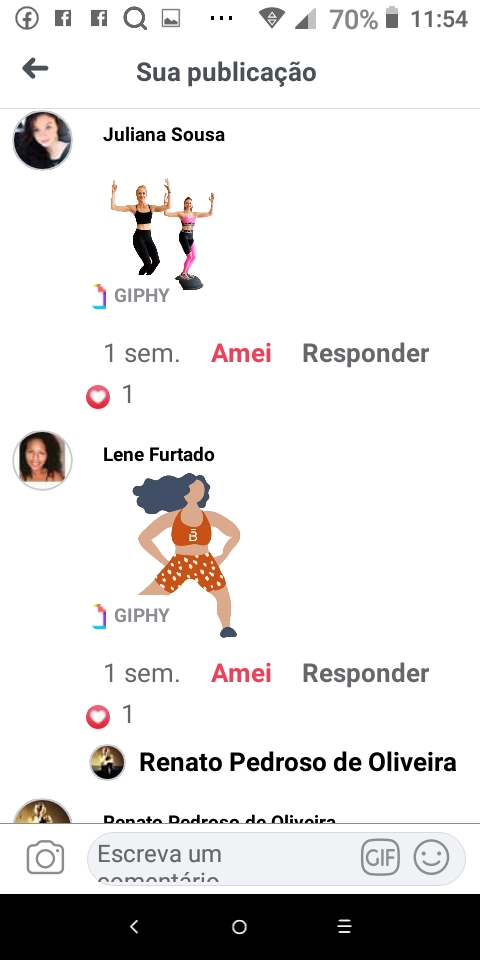 70% 11:54
Sua publicação
Juliana Sousa
GIPHY
1 sem. Amei Responder
1
Lene Furtado
B
GIPHY
1 sem. Amei Responder
1
Renato Pedroso de Oliveira
Renato Pedroso de Oliveira
Escreva um
comentário
GIF